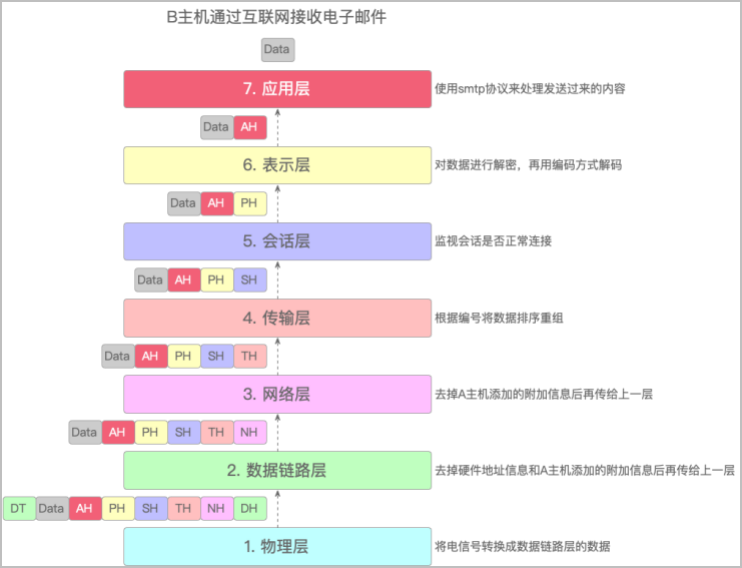 B主机通过互联网接收电子邮件
Data
7. 应用层 使用smtp协议来处理发送过来的内容
Data AH
6. 表示层 对数据进行解密，再用编码方式解码
Data AH PH
5. 会话层 监视会话是否正常连接
Data AH PH SH
4. 传输层 根据编号将数据排序重组
Data AH PH SH TH
3. 网络层 去掉A主机添加的附加信息后再传给上一层
Data AH PH SH TH NH
2. 数据链路层 去掉硬件地址信息和A主机添加的附加信息后再传给上一层
DT Data AH PH SH TH NH DH
1. 物理层 将电信号转换成数据链路层的数据